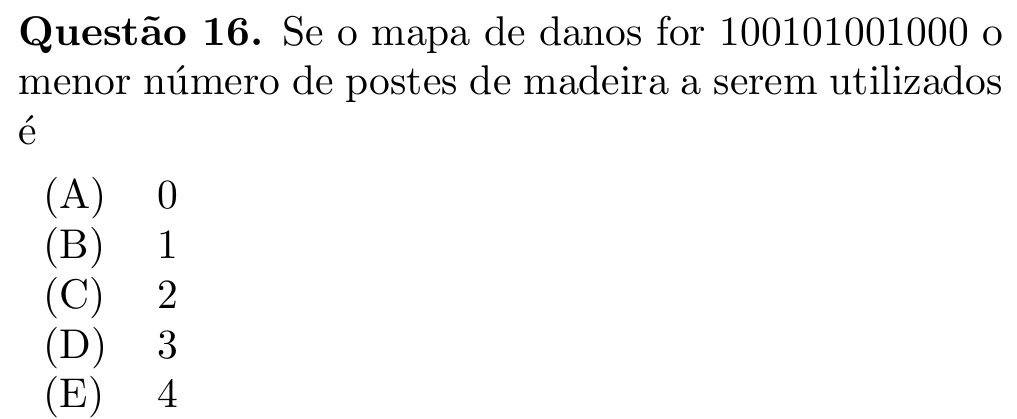 Questão 16. Se o mapa de danos for 100101001000 o
menor número de postes de madeira a serem utilizados
é
(A) 0
(B) 1
(C) 2
(D) 3
(E) 4